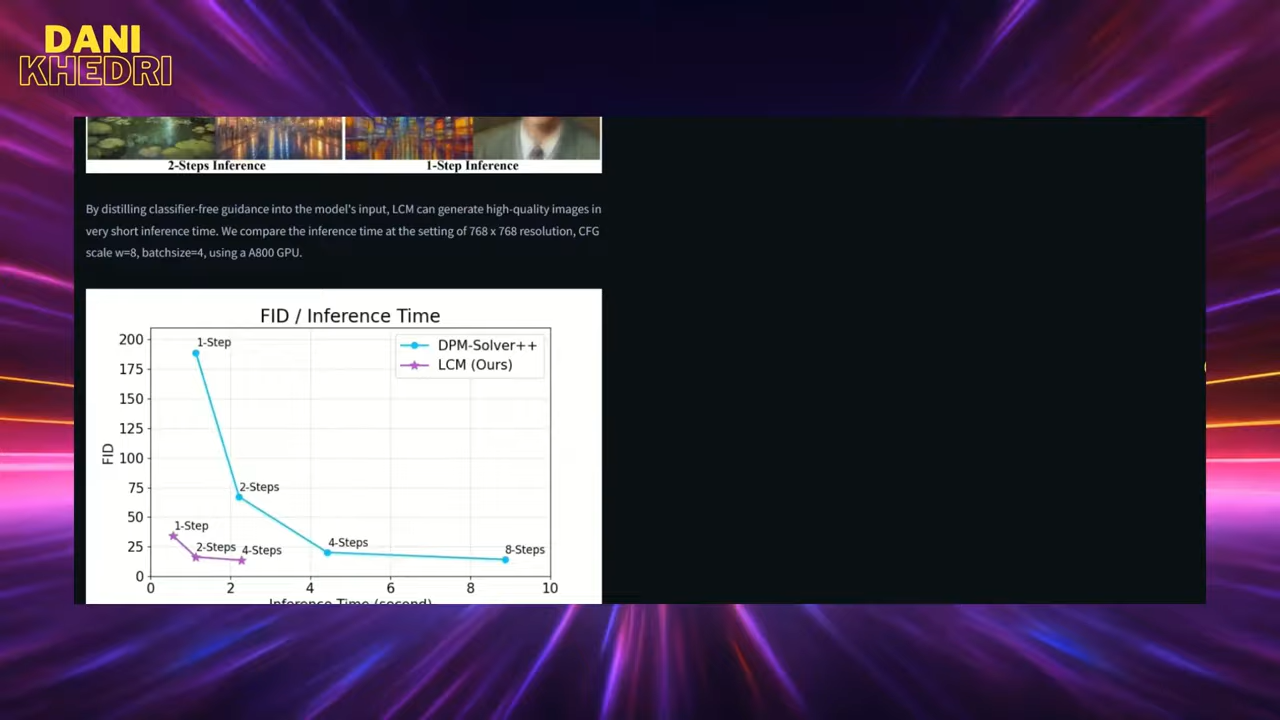 DANI
KHEDRI
2-Steps Inference
1-Step Inference
By distilling classifier-free guidance into the model's input, LCM can generate high-quality images in
very short inference time. We compare the inference time at the setting of 768 x 768 resolution, CFG
scale w=8, batchsize=4, using a A800 GPU.
FID / Inference Time
DPM-Solver++
LCM (Ours)
FID
200
175
150
125
100
75
50
25
0
1-Step
2-Steps
4-Steps
8-Steps
1-Step
2-Steps
4-Steps
0 2 4 6 8 10
Inference Time (second)